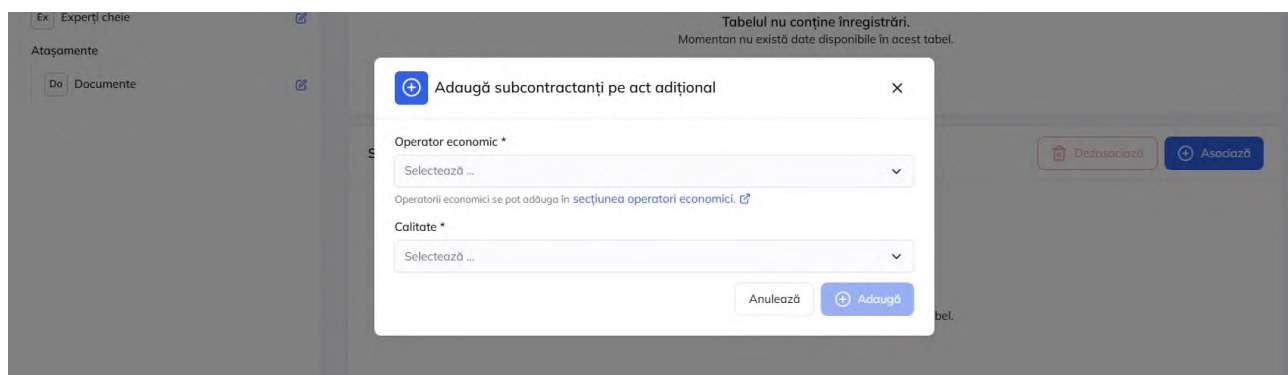 Ex Experți cheie
Atașamente
Do Documente
Tabelul nu conține înregistrări.
Momentan nu există date disponibile în acest tabel.
Adaugă subcontractanți pe act adițional
Operator economic *
Selectează ...
Operatorii economici se pot adăuga în secțiunea operatori economici.
Calitate *
Selectează ...
Anulează
Adaugă
S
Dezasociază
Asociază
bel.